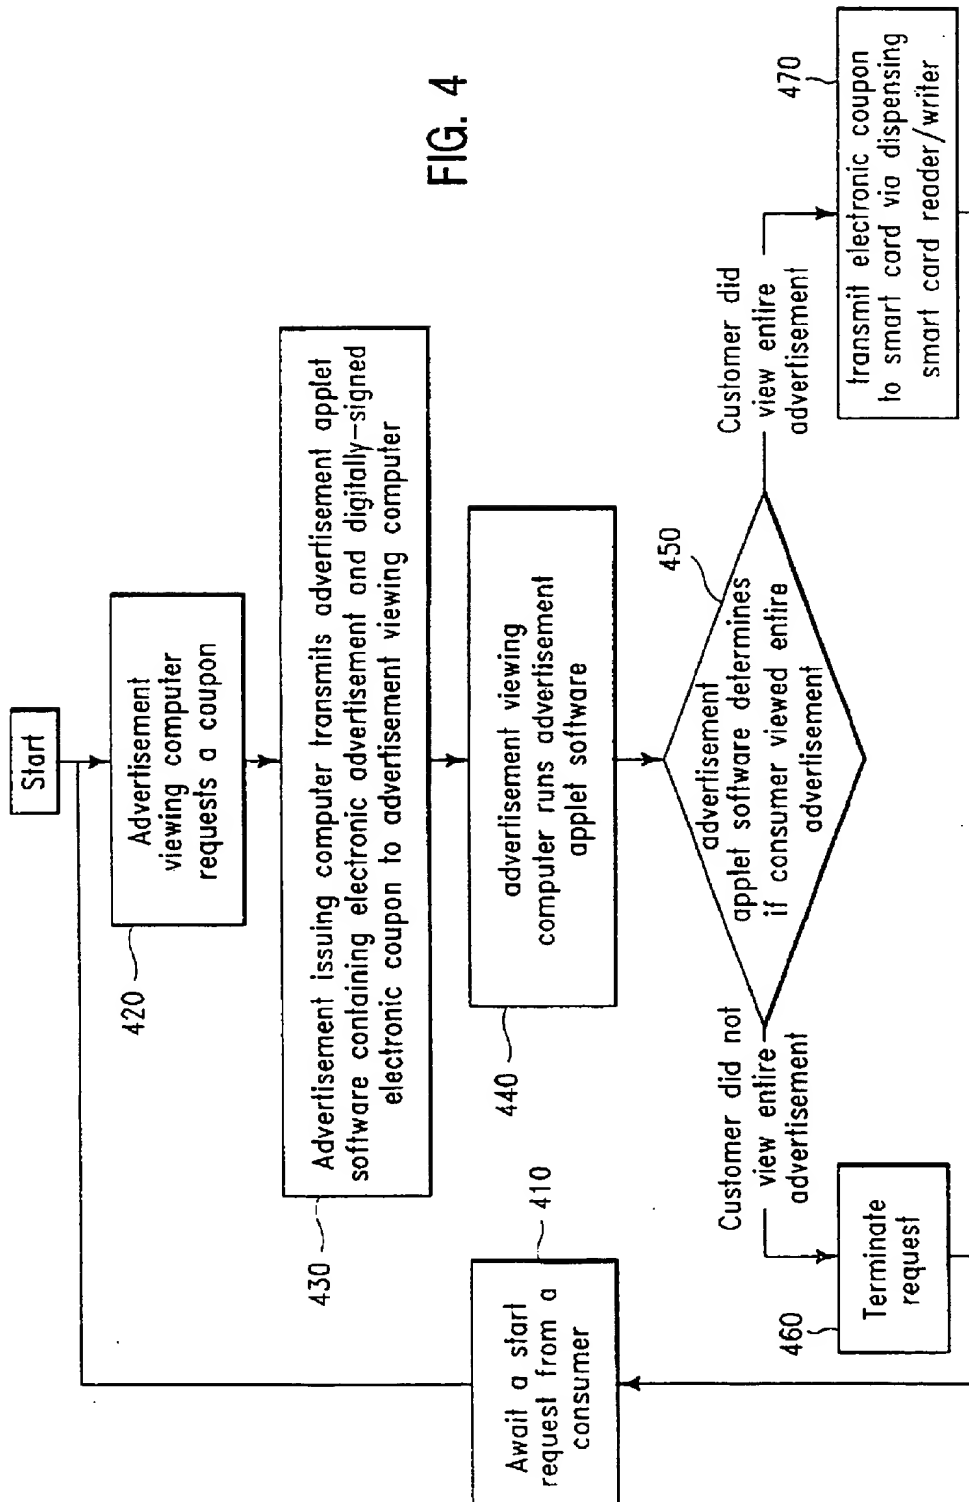 FIG. 4
Start
Advertisement
viewing computer
requests a coupon
420
Advertisement issuing computer transmits advertisement applet
software containing electronic advertisement and digitally-signed
electronic coupon to advertisement viewing computer
430
advertisement viewing
computer runs advertisement
applet software
440
410
Await a start
request from a
consumer
advertisement
applet software determines
if consumer viewed entire
advertisement
450
Customer did not
view entire
advertisement
Customer did
view entire
advertisement
Terminate
request
460
transmit electronic coupon
to smart card via dispensing
smart card reader/writer
470